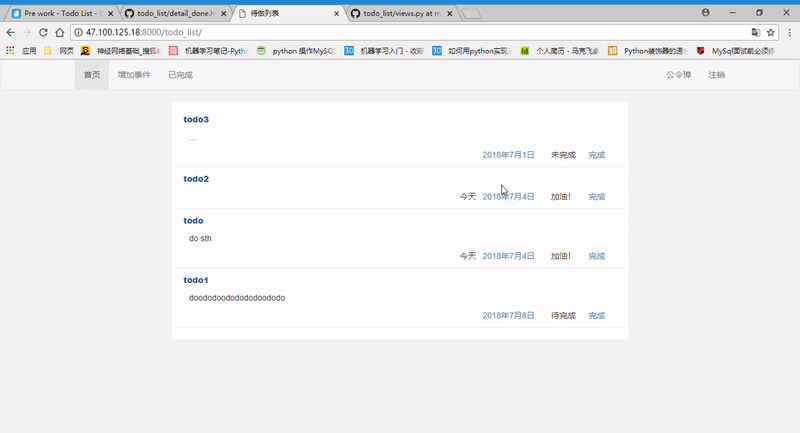 Pre work - Todo List - 
todo_list/detail_done.h
待做列表
todo_list/views.py at m
47.100.125.18:8000/todo_list/
应用
网页
神经网络基础_搜狐
机器学习笔记-Pyth
python 操作MySQL
机器学习入门 - 收藏
如何用python实现
个人简历 - 马克飞象
Python装饰器的通
MySql面试前必须
首页
增加事件
已完成
公令璋
注销
todo3
...
2018年7月1日 未完成 完成
todo2
今天 2018年7月4日 加油! 完成
todo
do sth
今天 2018年7月4日 加油! 完成
todo1
doododoodododododoododo
2018年7月8日 待完成 完成